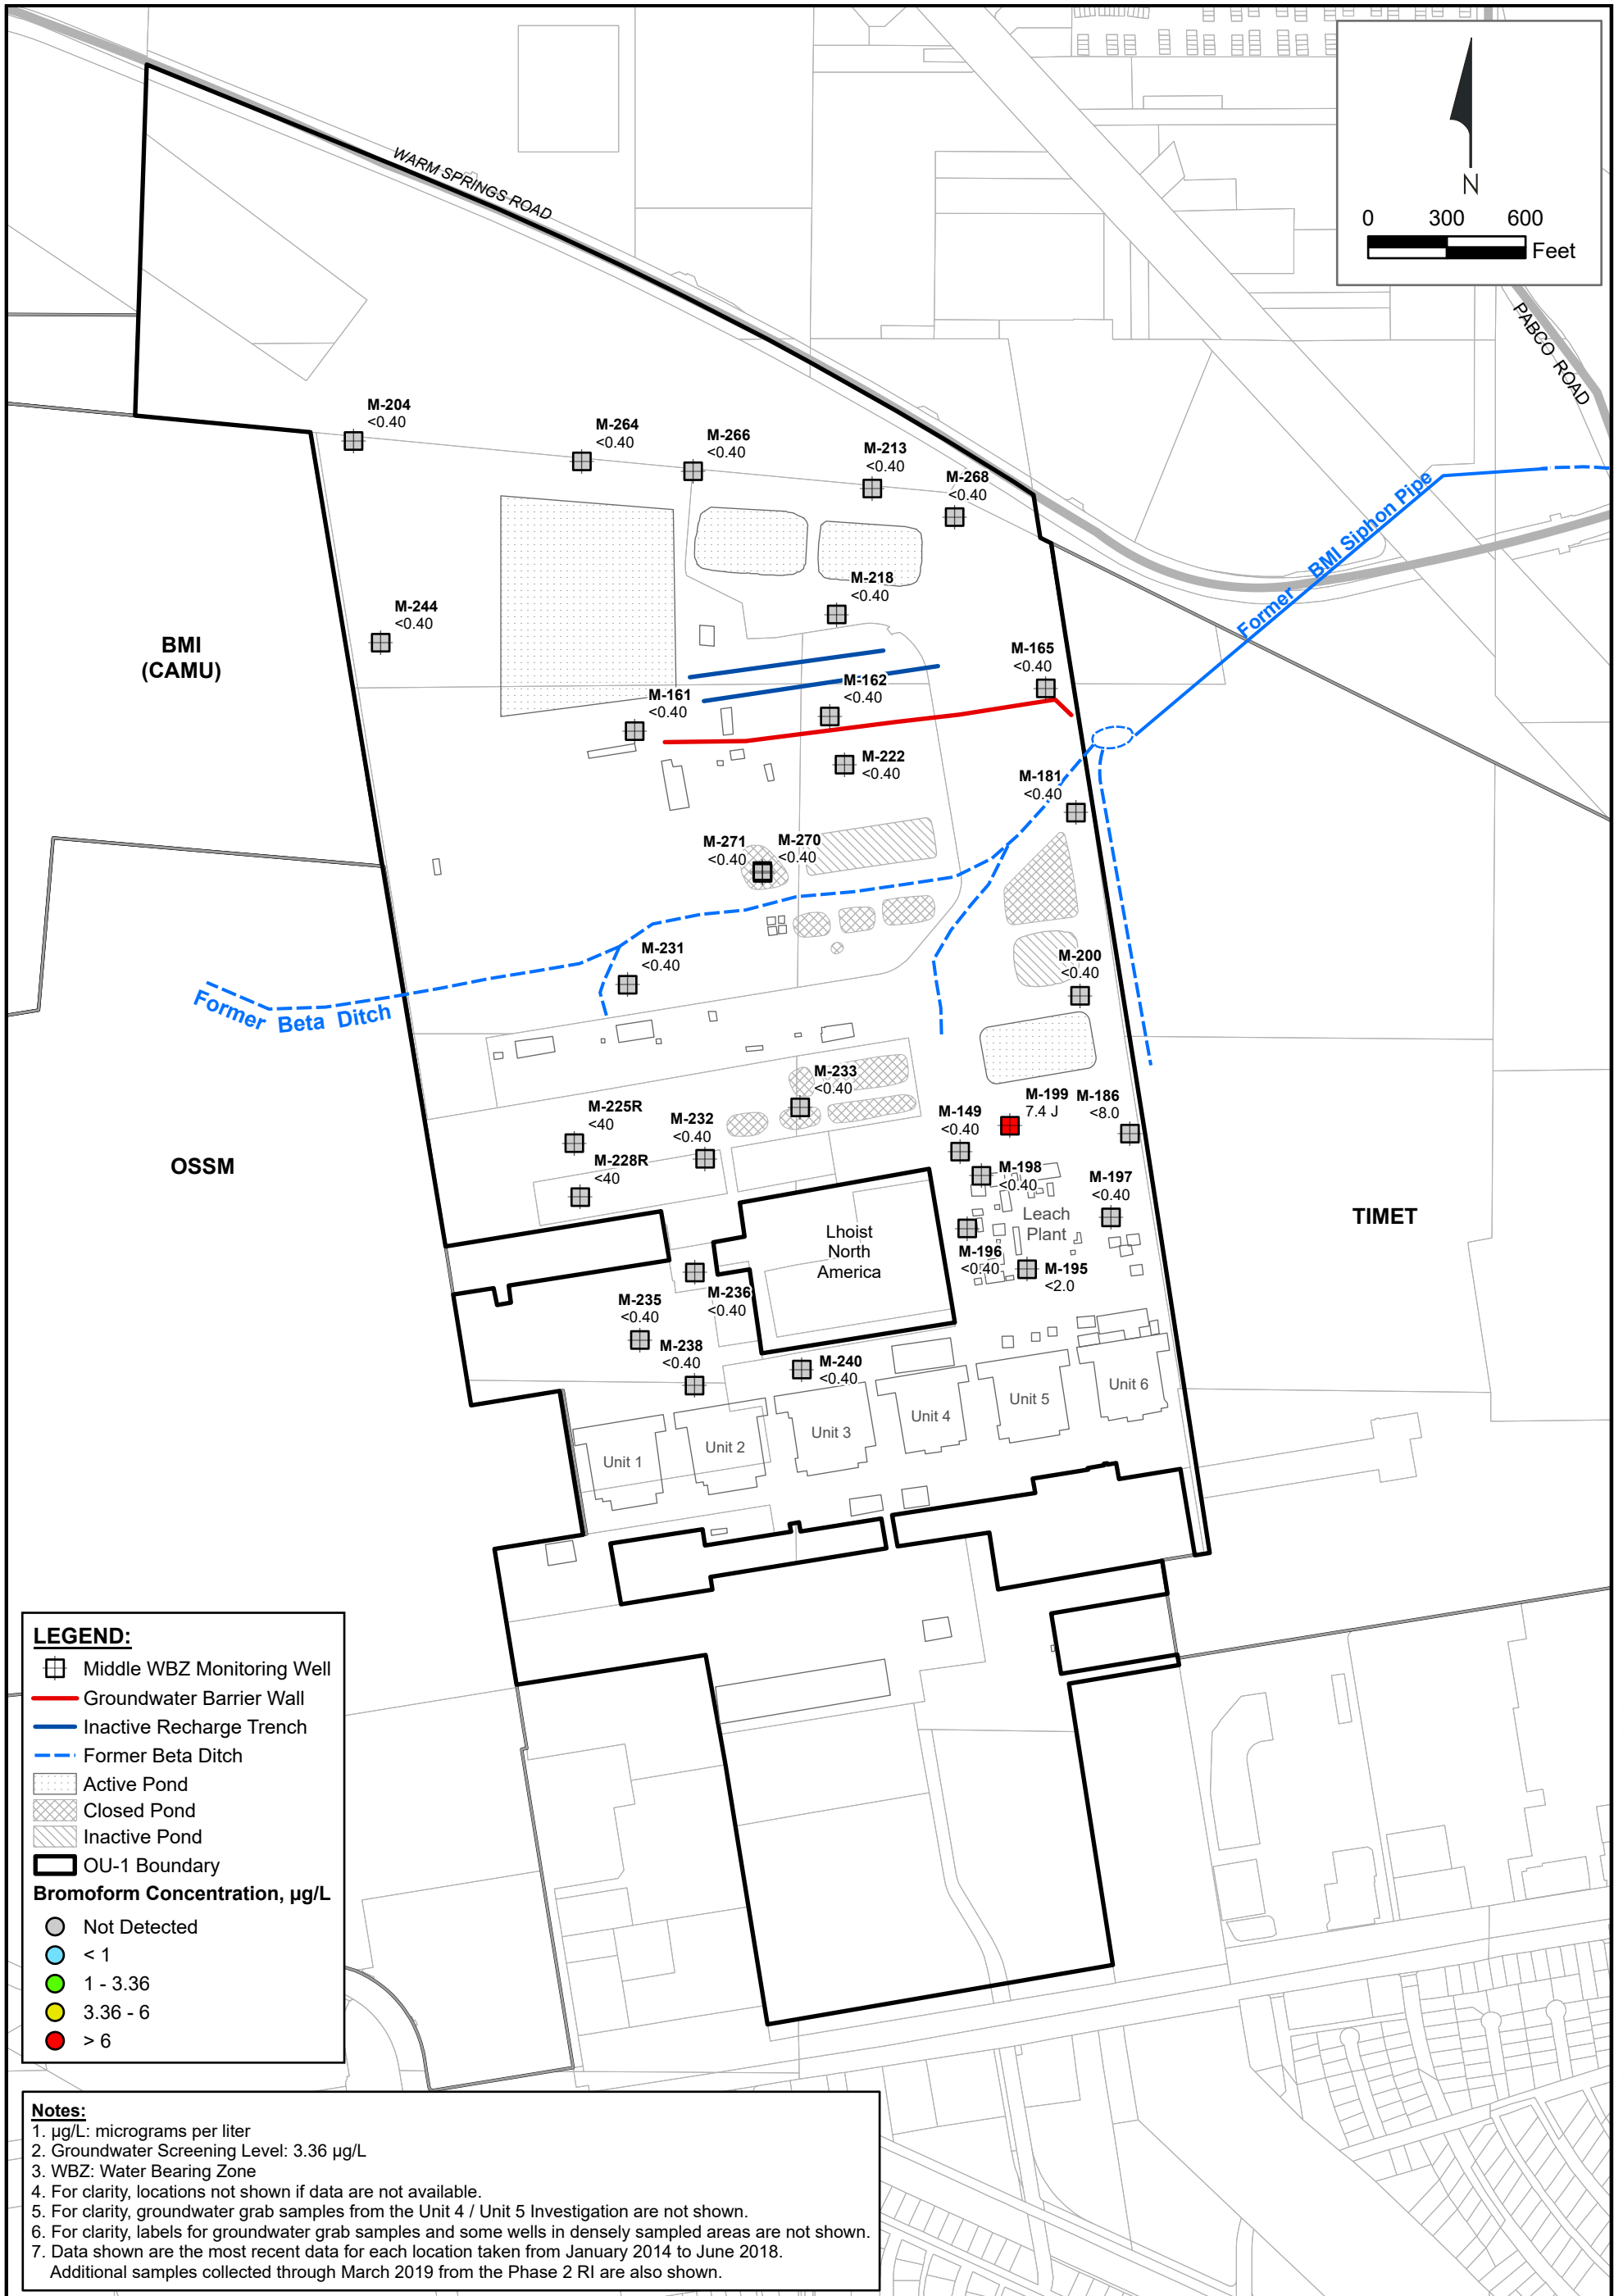 N
0 300 600
Feet
WARM SPRINGS ROAD
PABCO ROAD
M-204
<0.40
M-264
<0.40
M-266
<0.40
M-213
<0.40
M-268
<0.40
Former BMI Siphon Pipe
M-218
<0.40
M-244
<0.40
BMI
(CAMU)
M-165
<0.40
M-161
<0.40
M-162
<0.40
M-222
<0.40
M-181
<0.40
M-271
<0.40
M-270
<0.40
M-231
<0.40
M-200
<0.40
Former Beta Ditch
M-233
<0.40
M-199
7.4 J
M-186
<8.0
M-149
<0.40
M-225R
<40
M-232
<0.40
M-228R
<40
OSSM
M-198
<0.40
M-197
<0.40
Leach
Plant
TIMET
Lhoist
North
America
M-196
<0.40
M-195
<2.0
M-236
<0.40
M-235
<0.40
M-238
<0.40
M-240
<0.40
Unit 1
Unit 2
Unit 3
Unit 4
Unit 5
Unit 6
LEGEND:
Middle WBZ Monitoring Well
Groundwater Barrier Wall
Inactive Recharge Trench
Former Beta Ditch
Active Pond
Closed Pond
Inactive Pond
OU-1 Boundary
Bromoform Concentration, µg/L
Not Detected
< 1
1 - 3.36
3.36 - 6
> 6
Notes:
1. µg/L: micrograms per liter
2. Groundwater Screening Level: 3.36 µg/L
3. WBZ: Water Bearing Zone
4. For clarity, locations not shown if data are not available.
5. For clarity, groundwater grab samples from the Unit 4 / Unit 5 Investigation are not shown.
6. For clarity, labels for groundwater grab samples and some wells in densely sampled areas are not shown.
7. Data shown are the most recent data for each location taken from January 2014 to June 2018.
Additional samples collected through March 2019 from the Phase 2 RI are also shown.